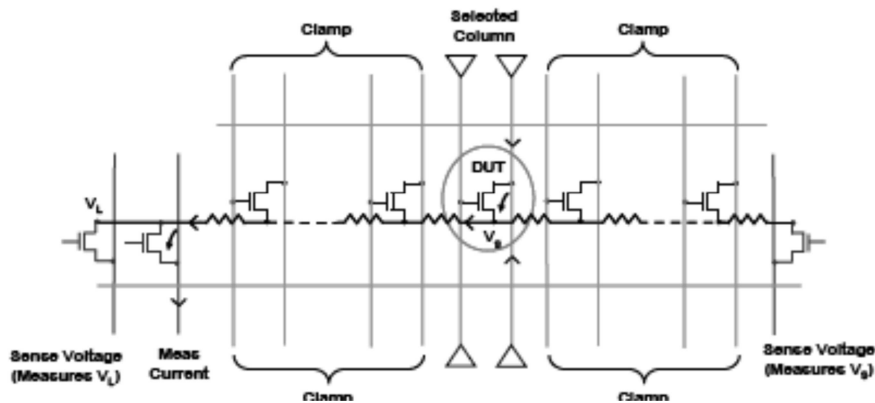 Clamp
Selected
Column
Clamp
DUT
V_L
V_s
Sense Voltage
(Measures V_L)
Meas
Current
Clamp
Clamp
Sense Voltage
(Measures V_s)